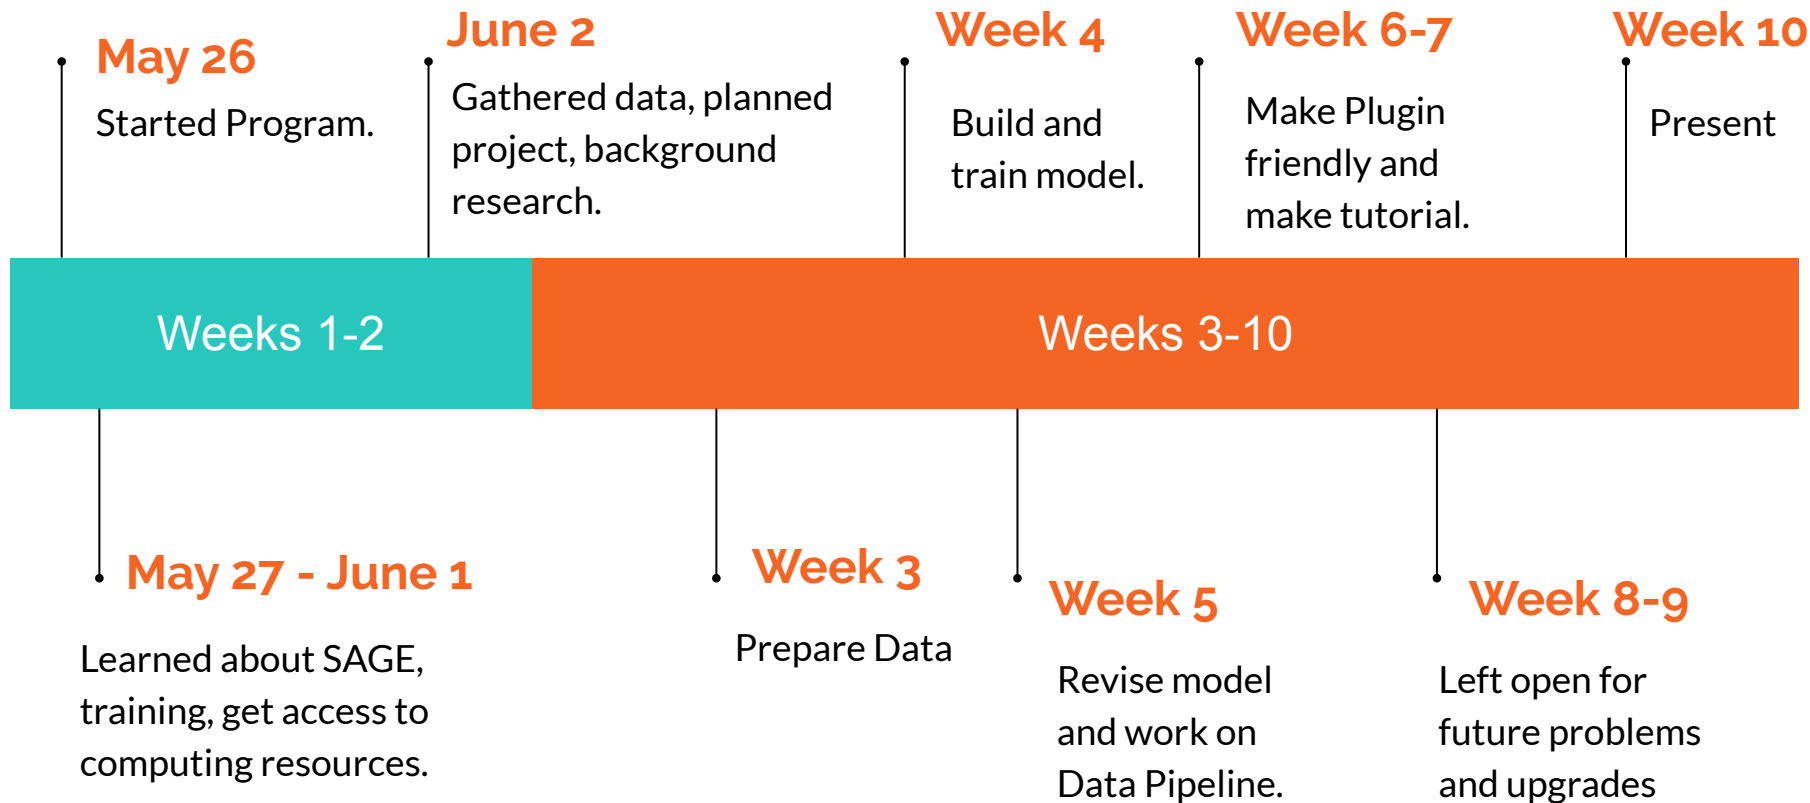 May 26
Started Program.
June 2
Gathered data, planned
project, background
research.
Week 4
Build and
train model.
Week 6-7
Make Plugin
friendly and
make tutorial.
Week 10
Present
Weeks 1-2
Weeks 3-10
May 27 - June 1
Learned about SAGE,
training, get access to
computing resources.
Week 3
Prepare Data
Week 5
Revise model
and work on
Data Pipeline.
Week 8-9
Left open for
future problems
and upgrades